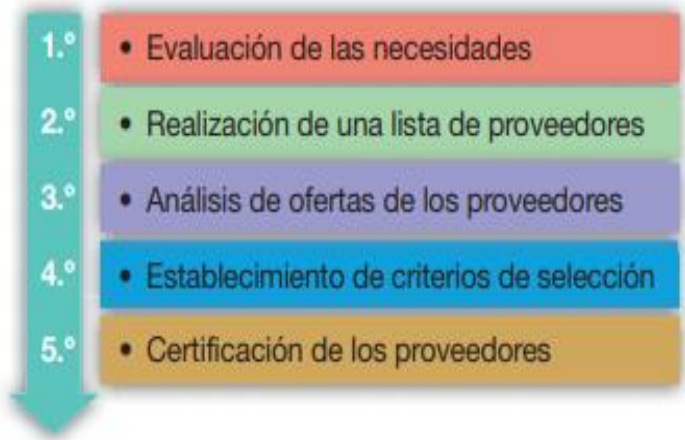 1.º • Evaluación de las necesidades
2.º • Realización de una lista de proveedores
3.º • Análisis de ofertas de los proveedores
4.º • Establecimiento de criterios de selección
5.º • Certificación de los proveedores